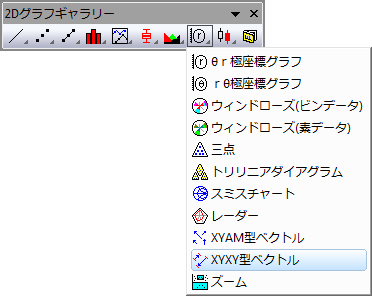 2Dグラフギャラリー
θ r 極座標グラフ
r θ極座標グラフ
ウィンドローズ(ビンデータ)
ウィンドローズ(素データ)
三点
トリリニアダイアグラム
スミスチャート
レーダー
XYAM型ベクトル
XYXY型ベクトル
ズーム